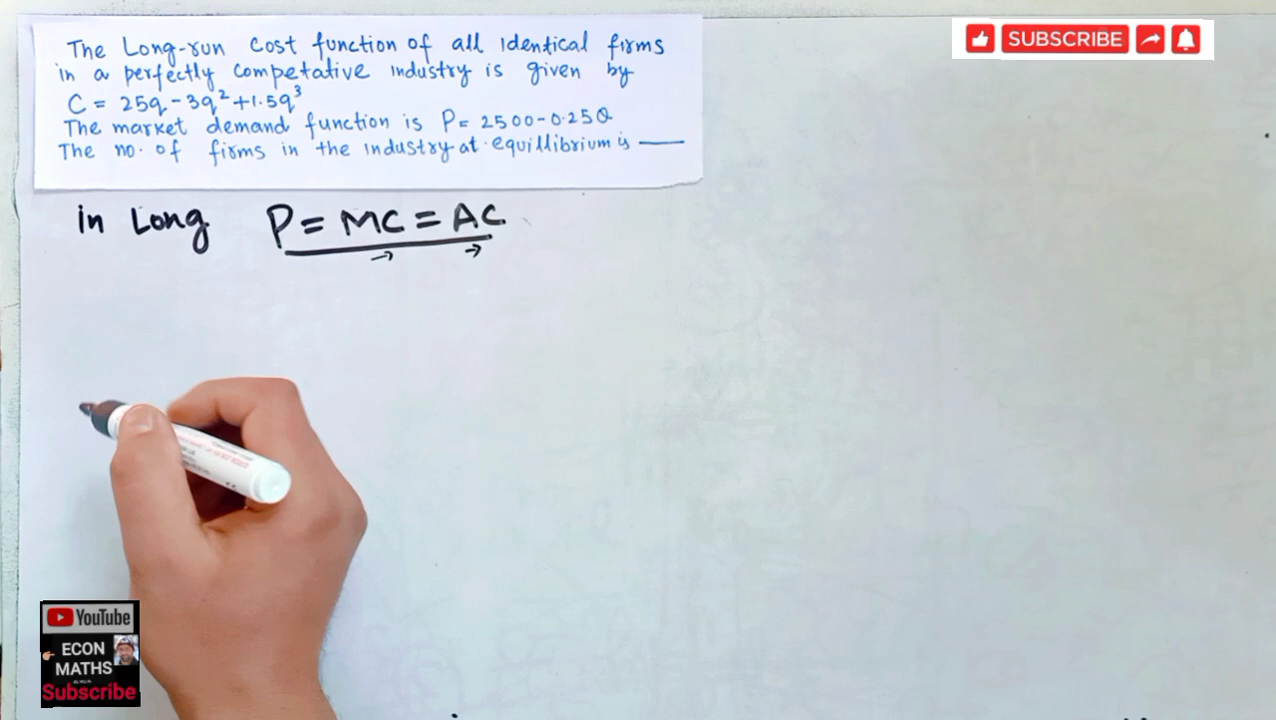 The Long-run Cost function of all identical firms
in a perfectly competative industry is given by
C = 25q - 3q² + 1.5q³
The market demand function is P = 2500 - 0.25Q
The no. of firms in the industry at equillibrium is ___
SUBSCRIBE
in Long P = MC = AC
YouTube
ECON
MATHS
Subscribe